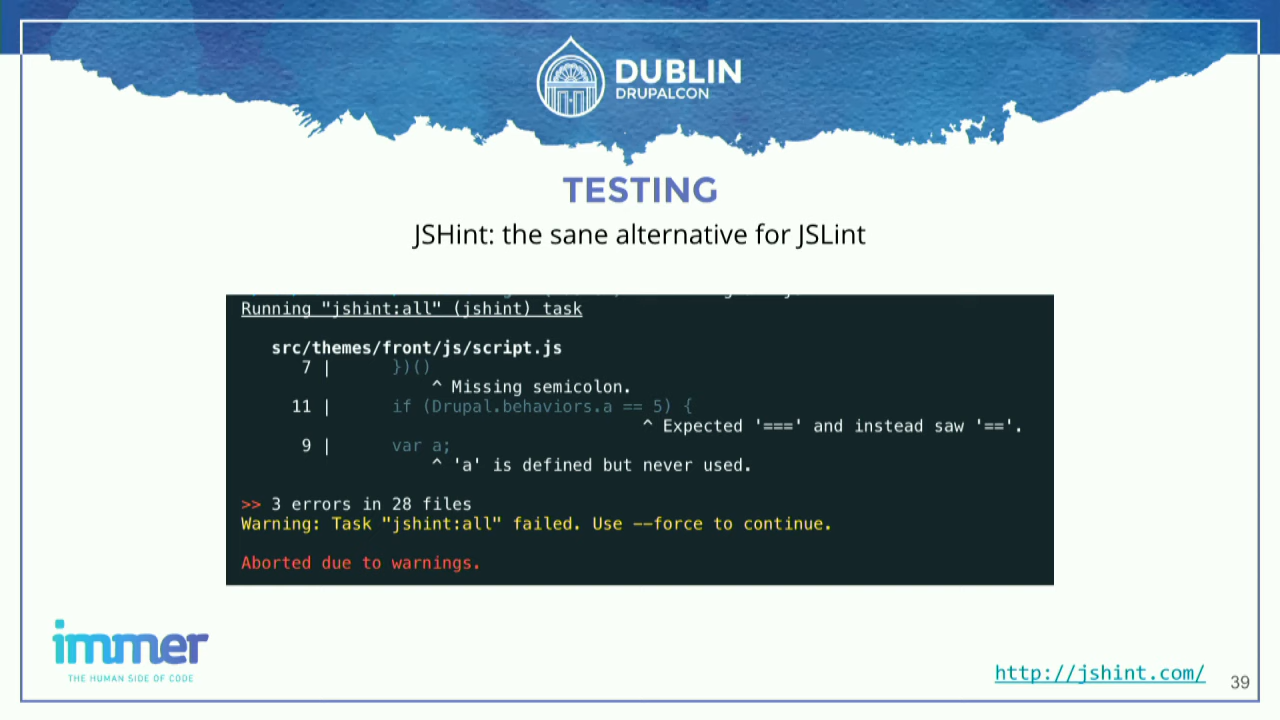 DUBLIN
DRUPALCON
TESTING
JSHint: the sane alternative for JSLint
Running "jshint:all" (jshint) task
src/themes/front/js/script.js
7 | })()
^ Missing semicolon.
11 | if (Drupal.behaviors.a == 5) {
^ Expected '===' and instead saw '=='.
9 | var a;
^ 'a' is defined but never used.
>> 3 errors in 28 files
Warning: Task "jshint:all" failed. Use --force to continue.
Aborted due to warnings.
immer
THE HUMAN SIDE OF CODE
http://jshint.com/
39